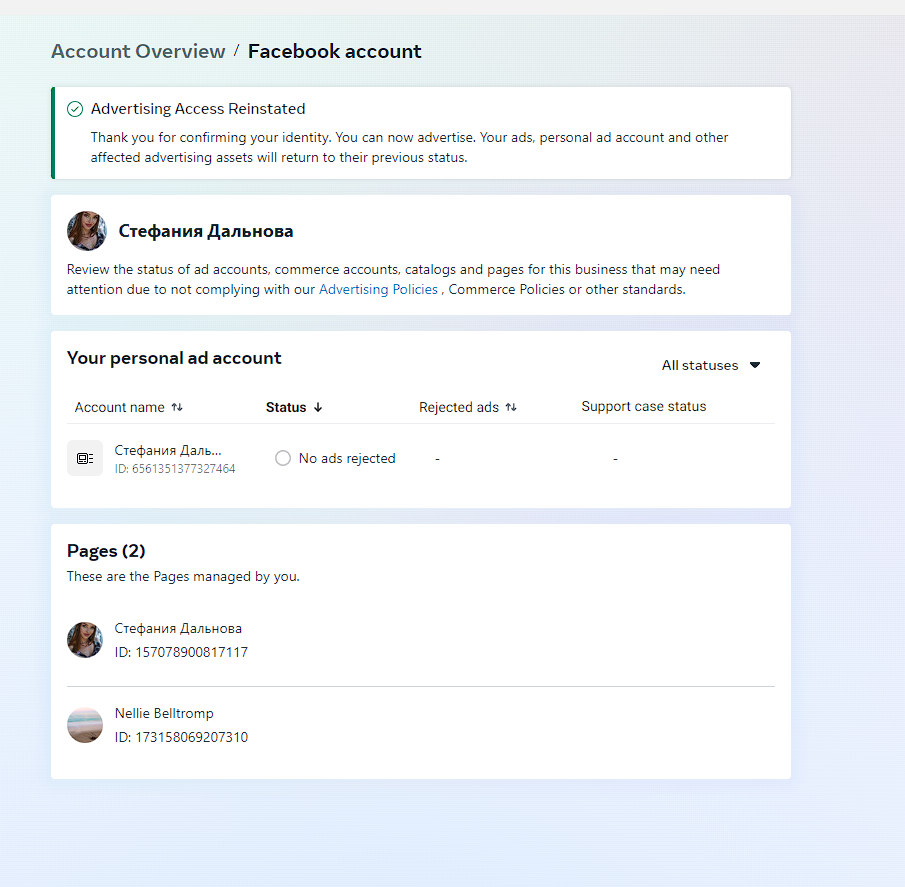 Account Overview / Facebook account
Advertising Access Reinstated
Thank you for confirming your identity. You can now advertise. Your ads, personal ad account and other
affected advertising assets will return to their previous status.
Стефания Дальнова
Review the status of ad accounts, commerce accounts, catalogs and pages for this business that may need
attention due to not complying with our Advertising Policies , Commerce Policies or other standards.
Your personal ad account
All statuses
Account name Status Rejected ads Support case status
Стефания Даль... No ads rejected - -
ID: 6561351377327464
Pages (2)
These are the Pages managed by you.
Стефания Дальнова
ID: 157078900817117
Nellie Belltromp
ID: 173158069207310